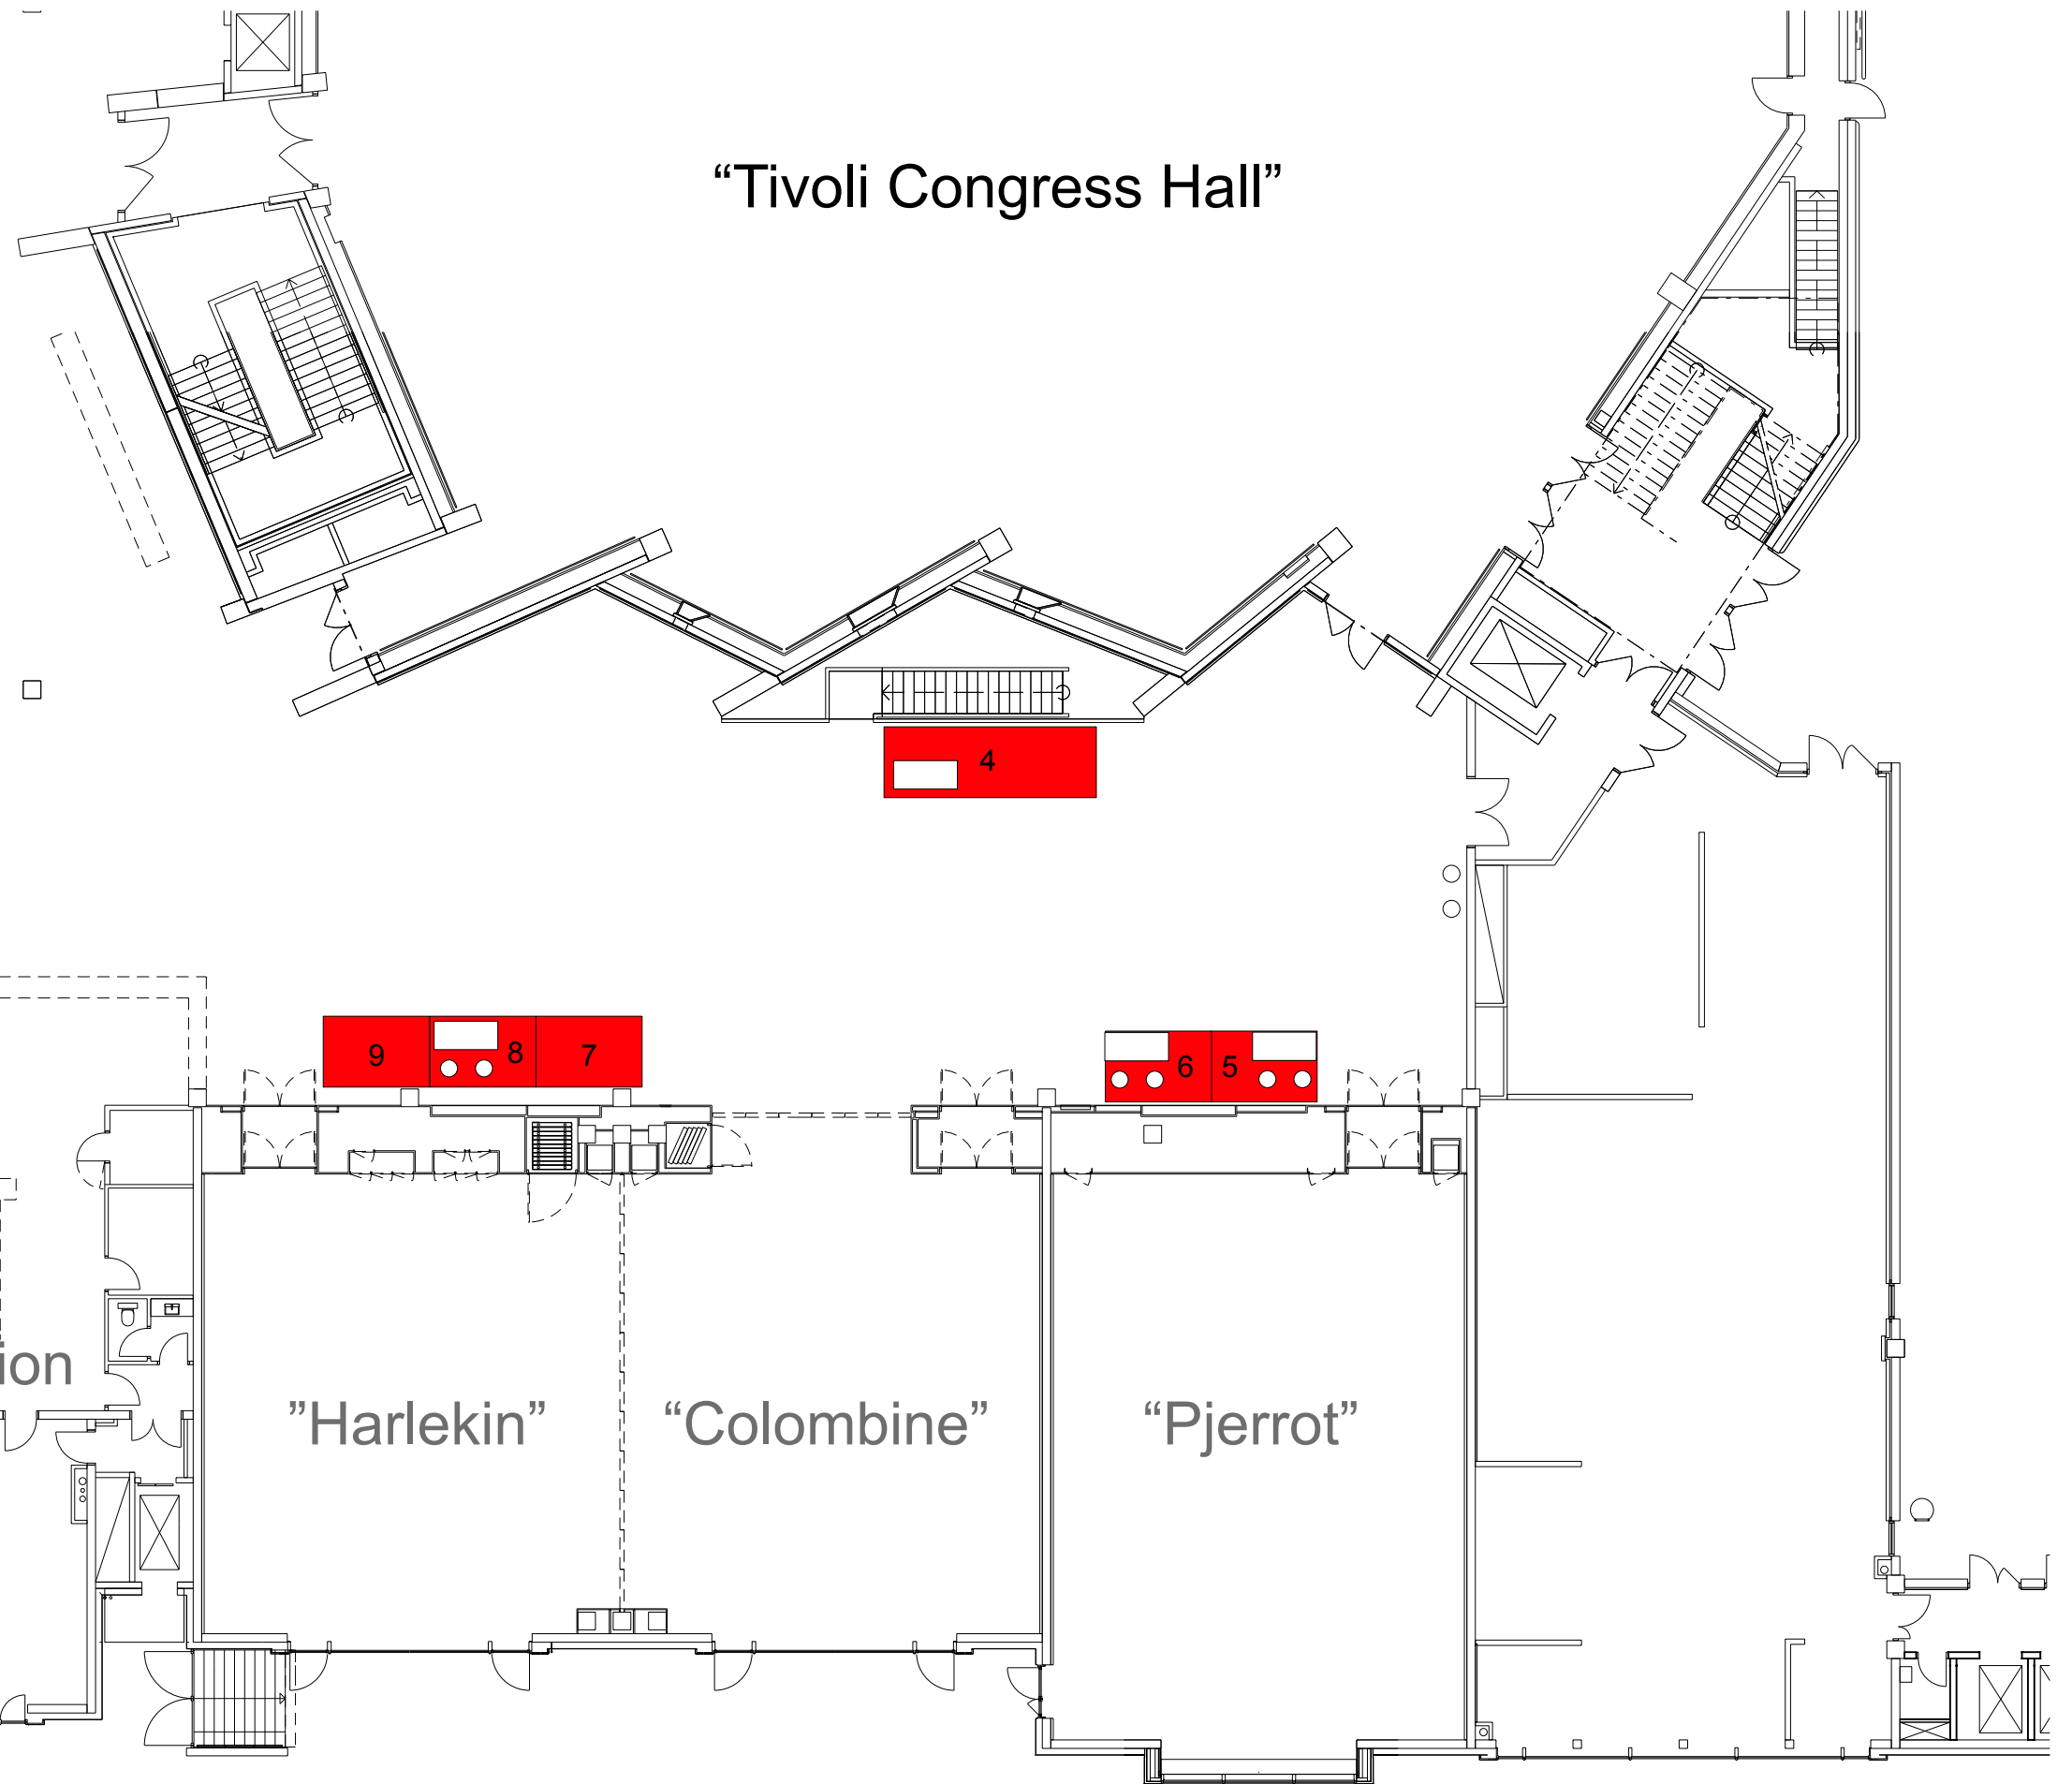 “Tivoli Congress Hall”
4
9
8
7
6
5
ion
”Harlekin”
“Colombine”
“Pjerrot”